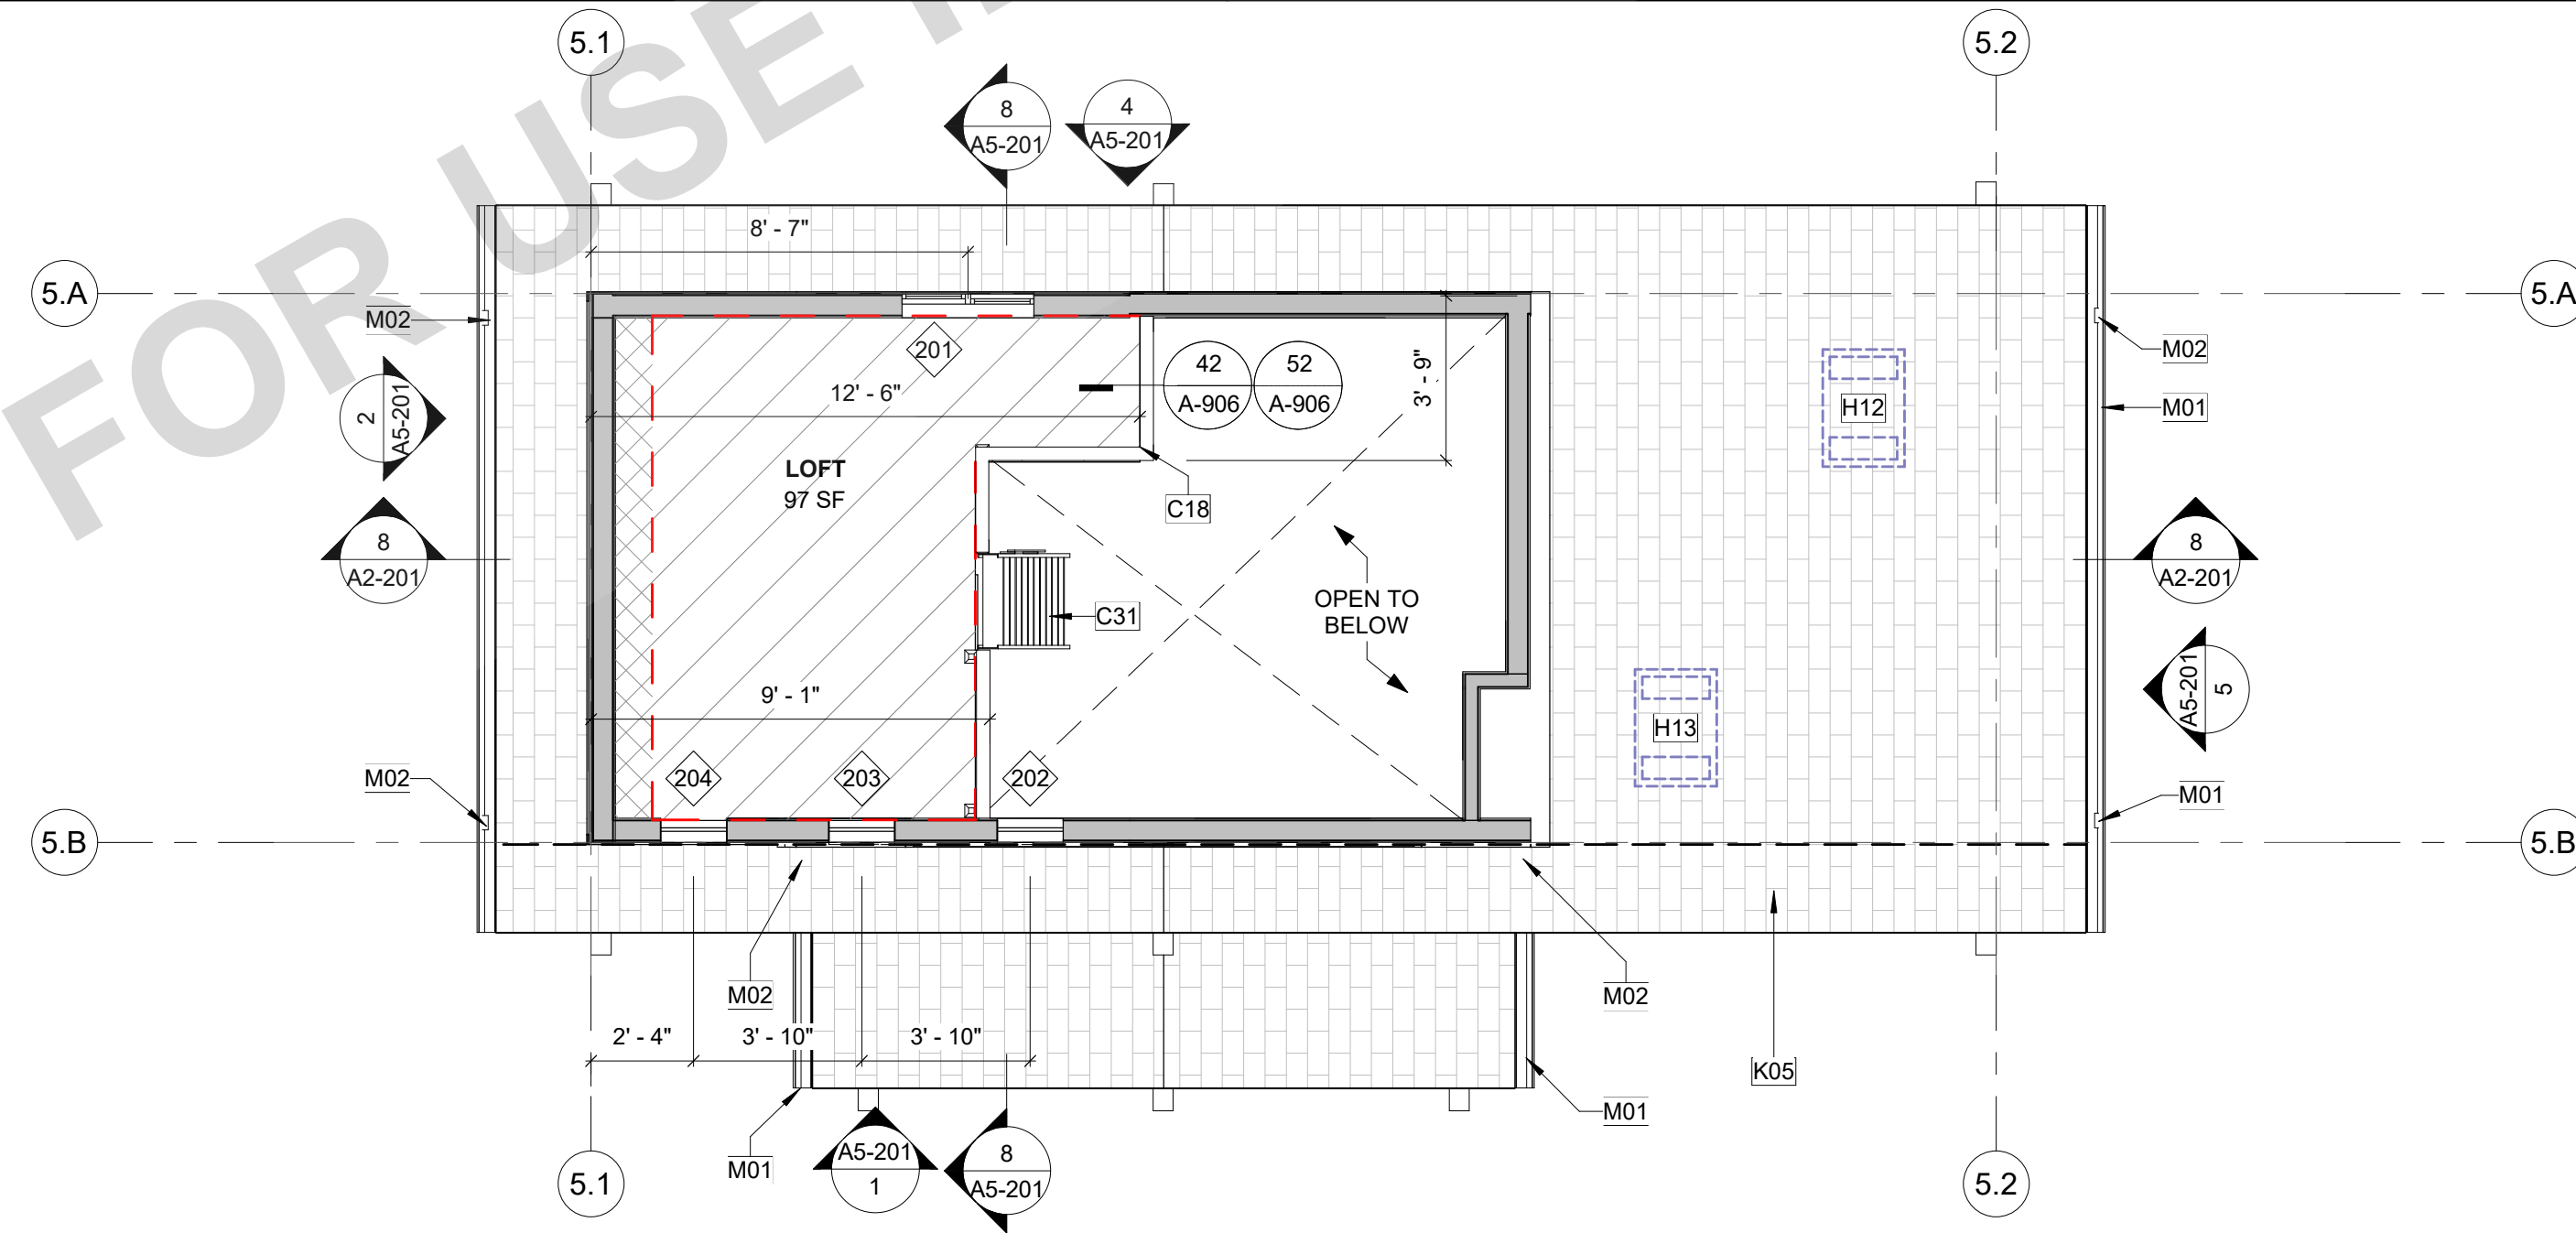 FOR USE
5.1
5.2
8
A5-201
4
A5-201
8' - 7"
5.A
5.A
M02
201
42
A-906
52
A-906
3' - 9"
M02
12' - 6"
H12
M01
2
A5-201
LOFT
97 SF
C18
8
A2-201
8
A2-201
OPEN TO
BELOW
C31
A5-201
5
9' - 1"
H13
M02
204
203
202
M01
5.B
5.B
M02
M02
2' - 4"
3' - 10"
3' - 10"
K05
M01
M01
A5-201
1
8
A5-201
5.1
5.2